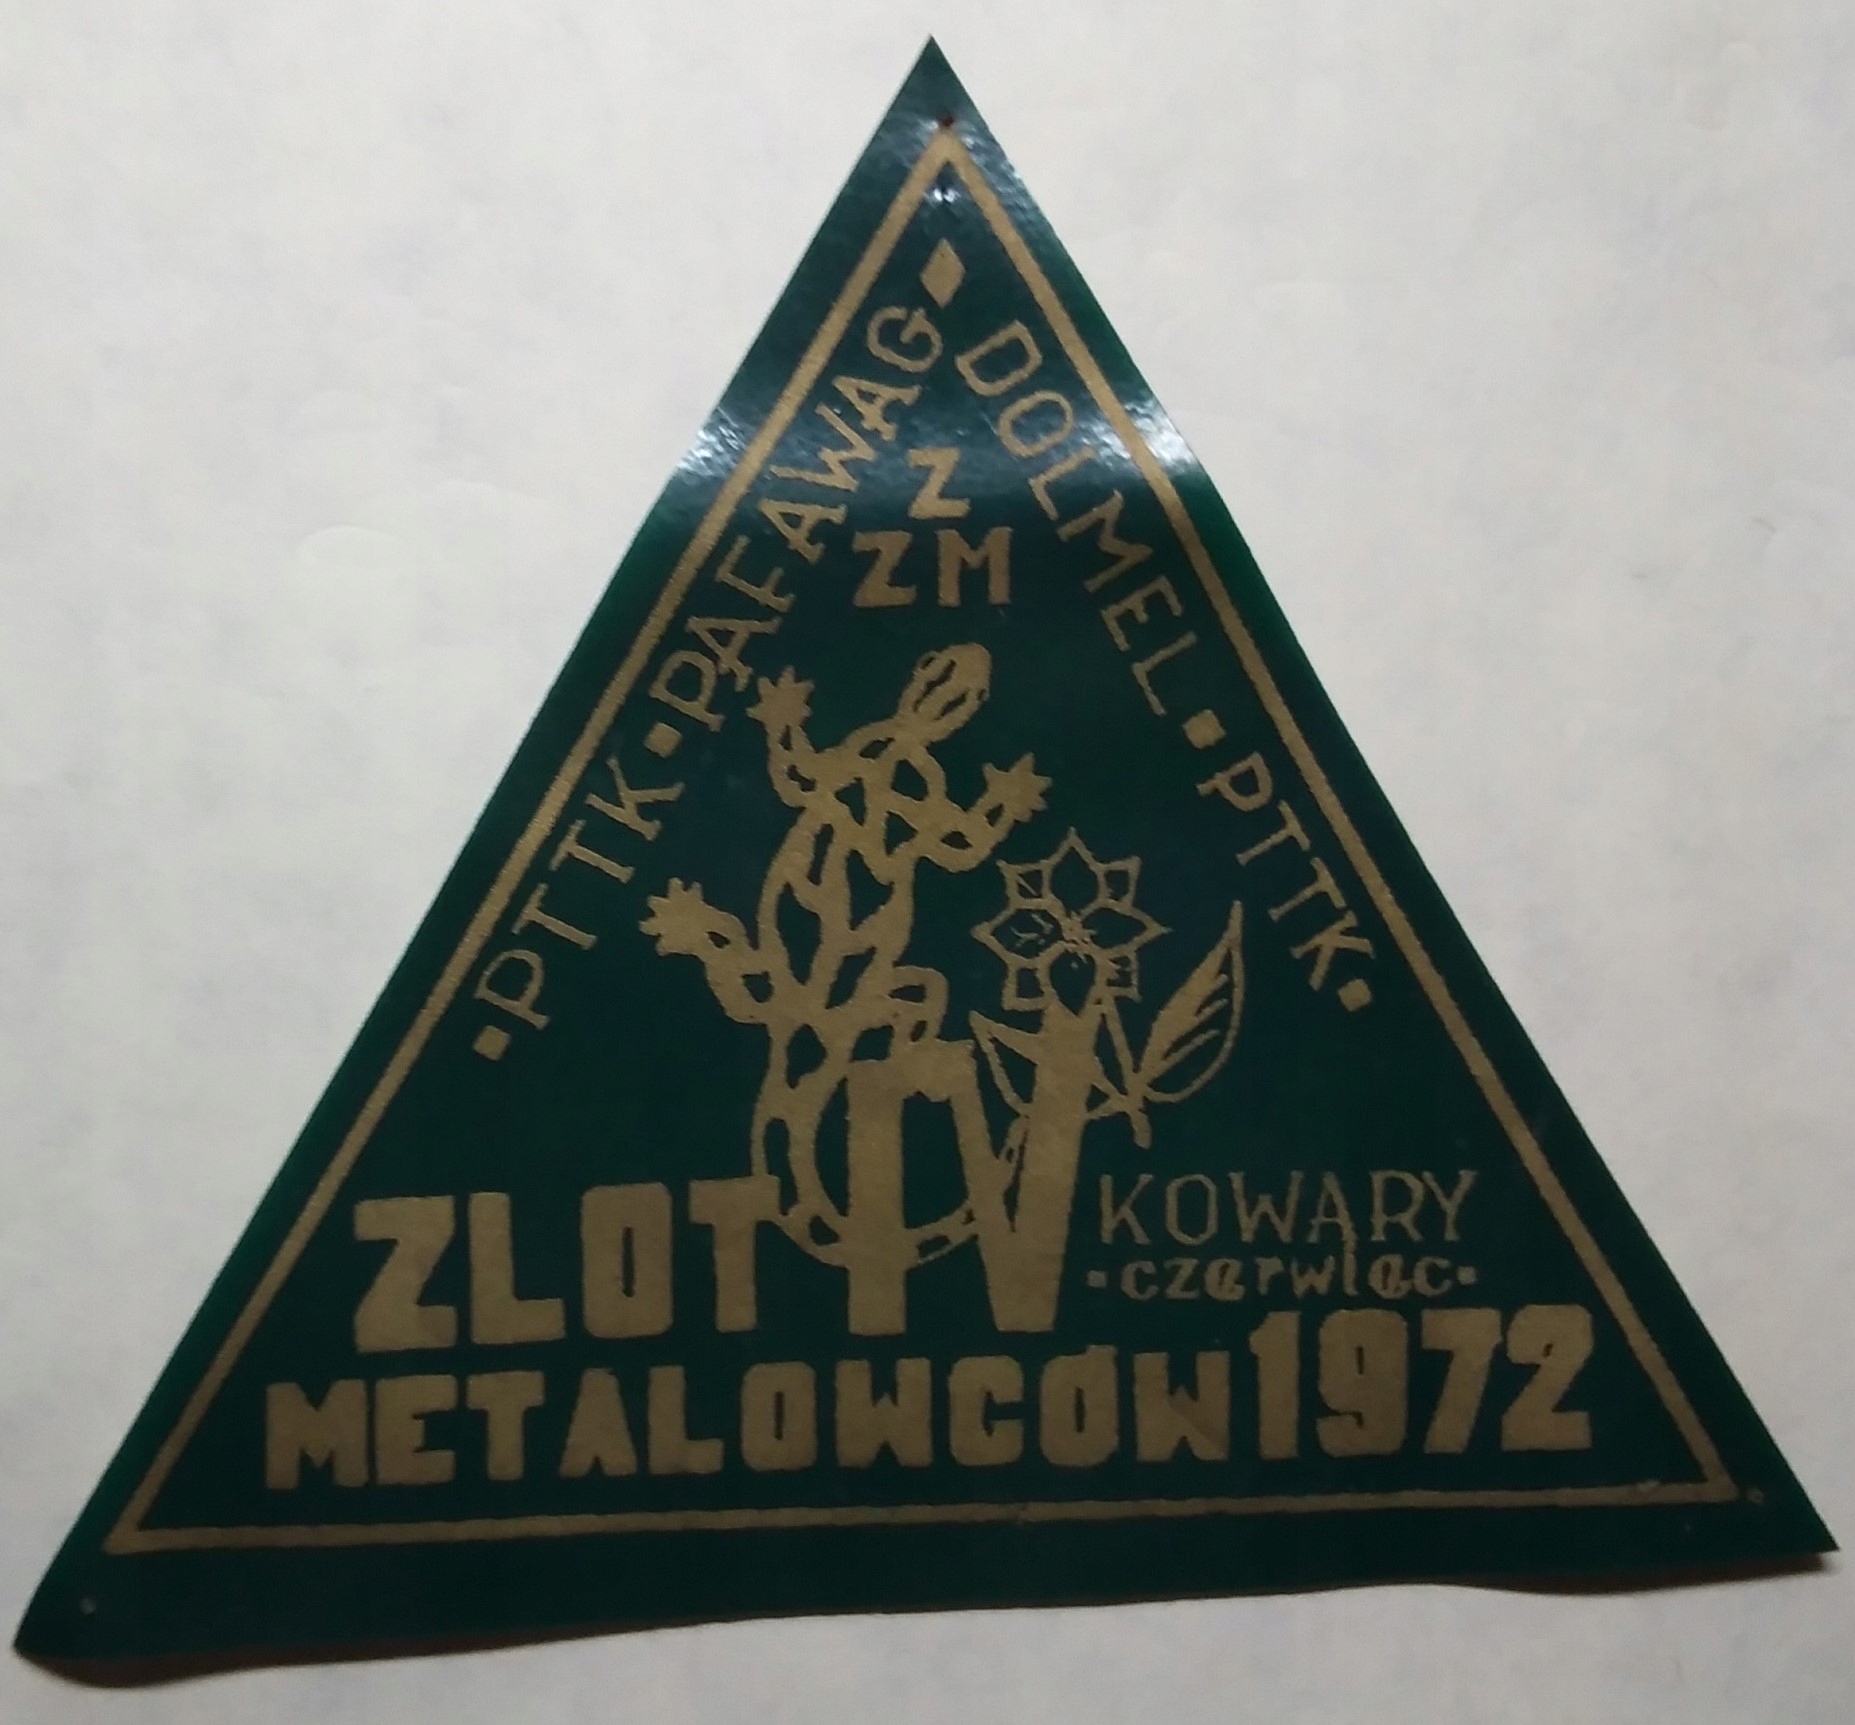 •PTTK•PAFAWAG•
DOLMEL•PTTK•
Z
ZM
ZLOT IV
KOWARY
•czerwiec•
METALOWCÓW 1972